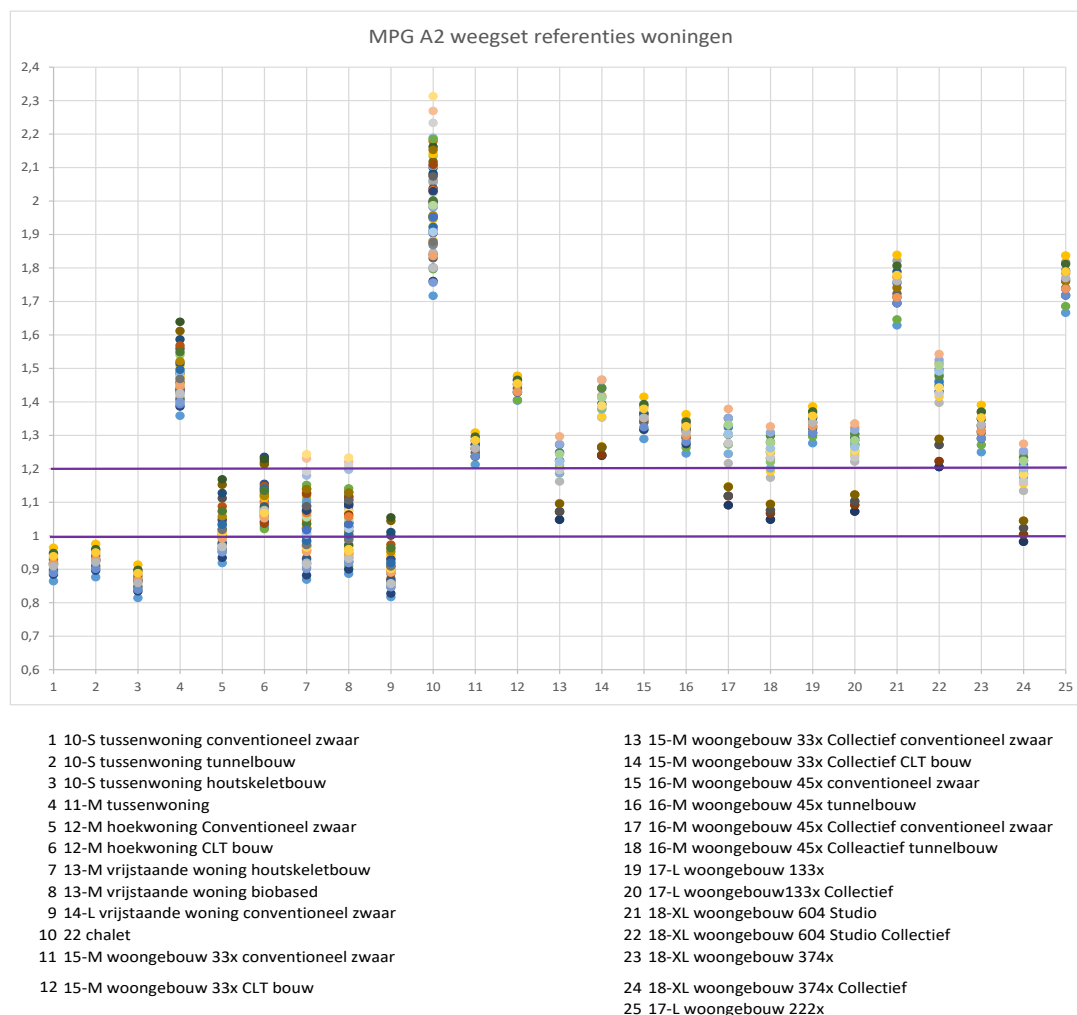 MPG A2 weegset referenties woningen
2,4
2,3
2,2
2,1
2
1,9
1,8
1,7
1,6
1,5
1,4
1,3
1,2
1,1
1
0,9
0,8
0,7
0,6
1 2 3 4 5 6 7 8 9 10 11 12 13 14 15 16 17 18 19 20 21 22 23 24 25
1 10-S tussenwoning conventioneel zwaar
2 10-S tussenwoning tunnelbouw
3 10-S tussenwoning houtskeletbouw
4 11-M tussenwoning
5 12-M hoekwoning Conventioneel zwaar
6 12-M hoekwoning CLT bouw
7 13-M vrijstaande woning houtskeletbouw
8 13-M vrijstaande woning biobased
9 14-L vrijstaande woning conventioneel zwaar
10 22 chalet
11 15-M woongebouw 33x conventioneel zwaar
12 15-M woongebouw 33x CLT bouw
13 15-M woongebouw 33x Collectief conventioneel zwaar
14 15-M woongebouw 33x Collectief CLT bouw
15 16-M woongebouw 45x conventioneel zwaar
16 16-M woongebouw 45x tunnelbouw
17 16-M woongebouw 45x Collectief conventioneel zwaar
18 16-M woongebouw 45x Colleactief tunnelbouw
19 17-L woongebouw 133x
20 17-L woongebouw133x Collectief
21 18-XL woongebouw 604 Studio
22 18-XL woongebouw 604 Studio Collectief
23 18-XL woongebouw 374x
24 18-XL woongebouw 374x Collectief
25 17-L woongebouw 222x